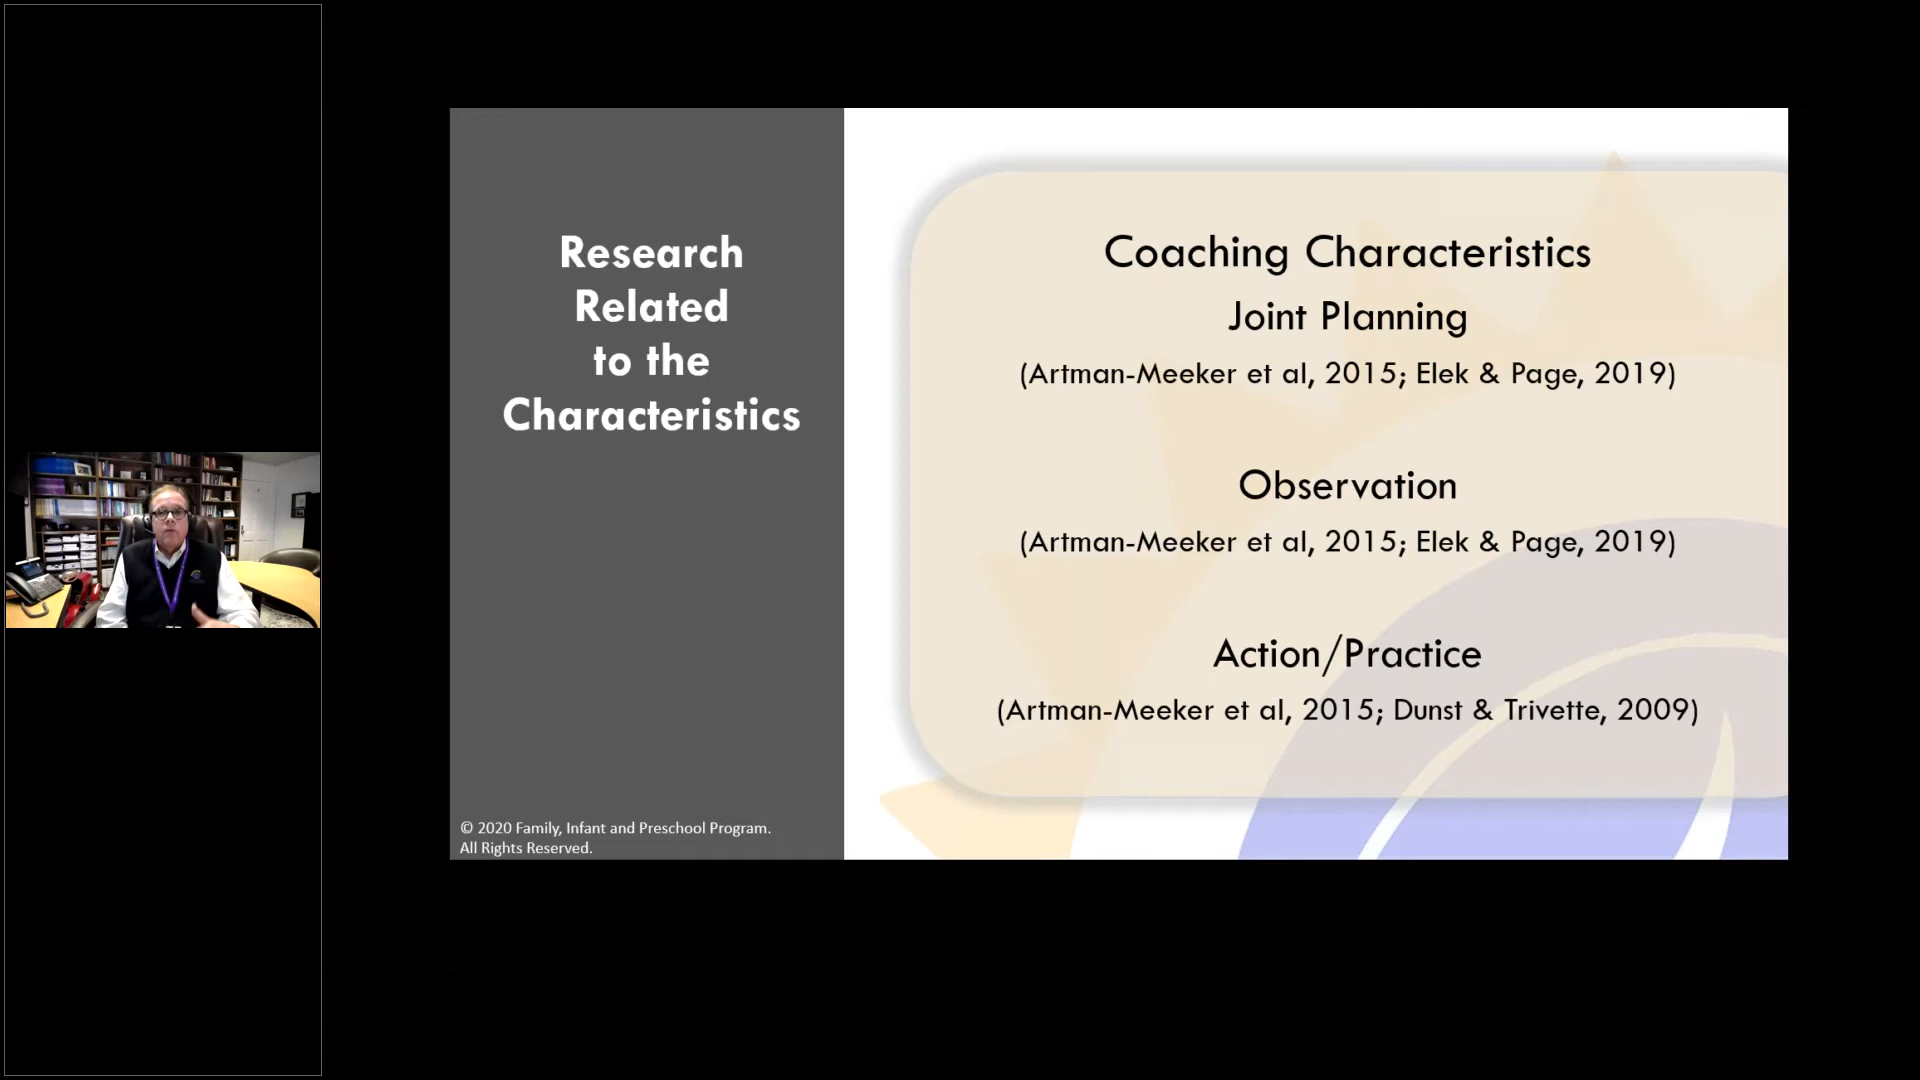 Research
Related
to the
Characteristics
© 2020 Family, Infant and Preschool Program.
All Rights Reserved.
Coaching Characteristics
Joint Planning
(Artman-Meeker et al, 2015; Elek & Page, 2019)
Observation
(Artman-Meeker et al, 2015; Elek & Page, 2019)
Action/Practice
(Artman-Meeker et al, 2015; Dunst & Trivette, 2009)